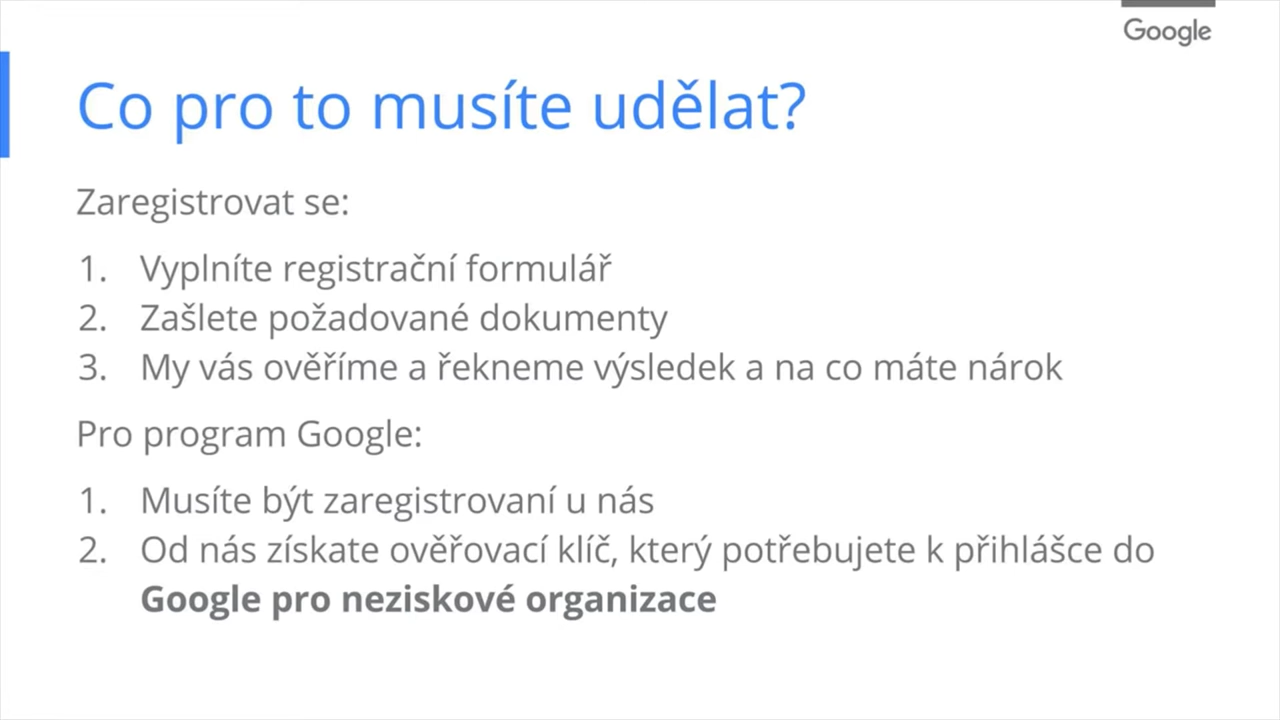 Google
Co pro to musíte udělat?
Zaregistrovat se:
1. Vyplníte registrační formulář
2. Zašlete požadované dokumenty
3. My vás ověříme a řekneme výsledek a na co máte nárok
Pro program Google:
1. Musíte být zaregistrovaní u nás
2. Od nás získate ověřovací klíč, který potřebujete k přihlášce do
Google pro neziskové organizace